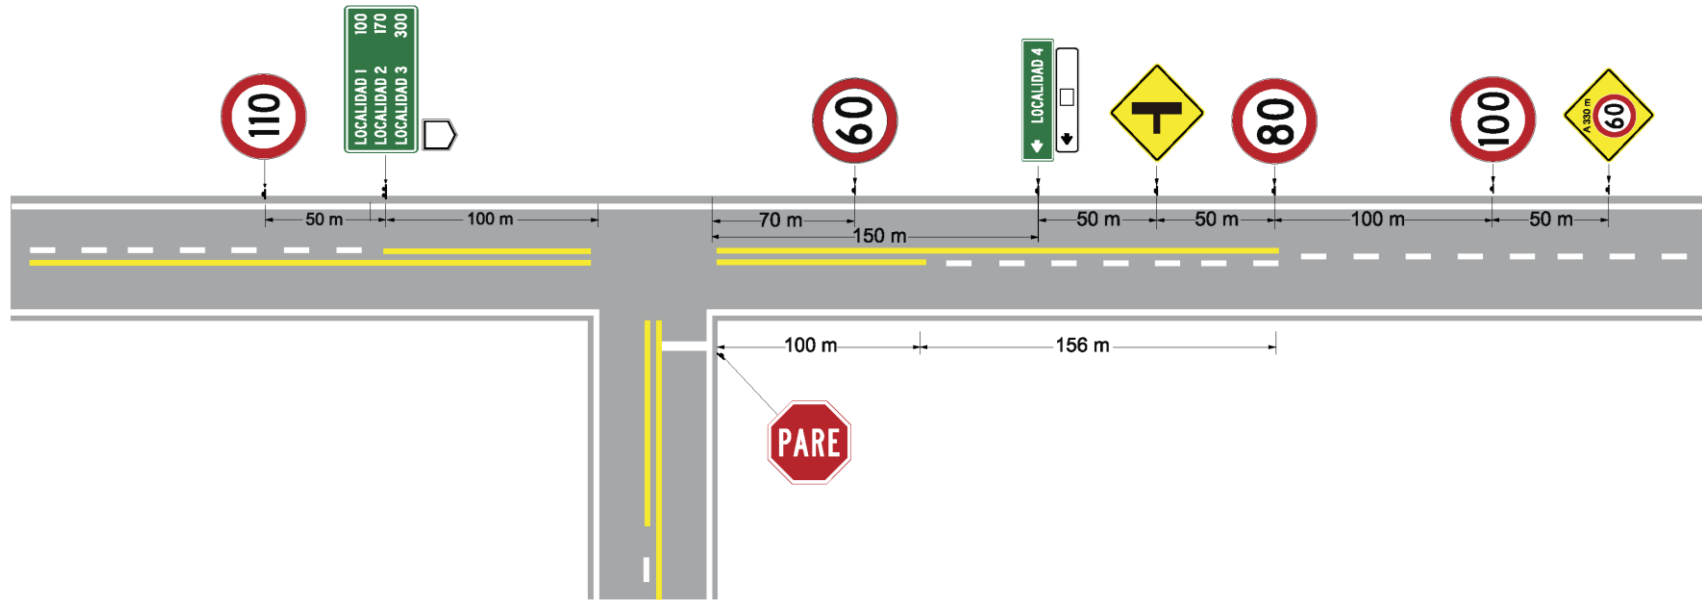 110
LOCALIDAD 1 100
LOCALIDAD 2 170
LOCALIDAD 3 300
60
LOCALIDAD 4
80
100
A 330 m
60
50 m
100 m
70 m
150 m
50 m
50 m
100 m
50 m
100 m
156 m
PARE